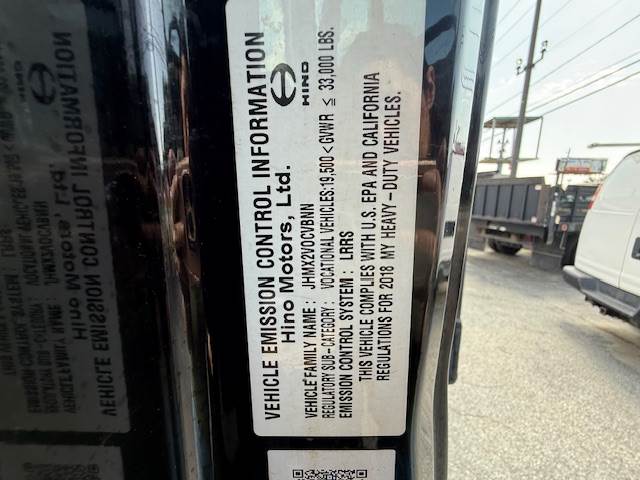 VEHICLE EMISSION CONTROL INFORMATION
Hino Motors, Ltd.
HINO
VEHICLE FAMILY NAME : JHMX2VOCVBNN
REGULATORY SUB-CATEGORY : VOCATIONAL VEHICLES:19,500 < GVWR ≦ 33,000 LBS.
EMISSION CONTROL SYSTEM : LRRS
THIS VEHICLE COMPLIES WITH U.S. EPA AND CALIFORNIA
REGULATIONS FOR 2018 MY HEAVY-DUTY VEHICLES.